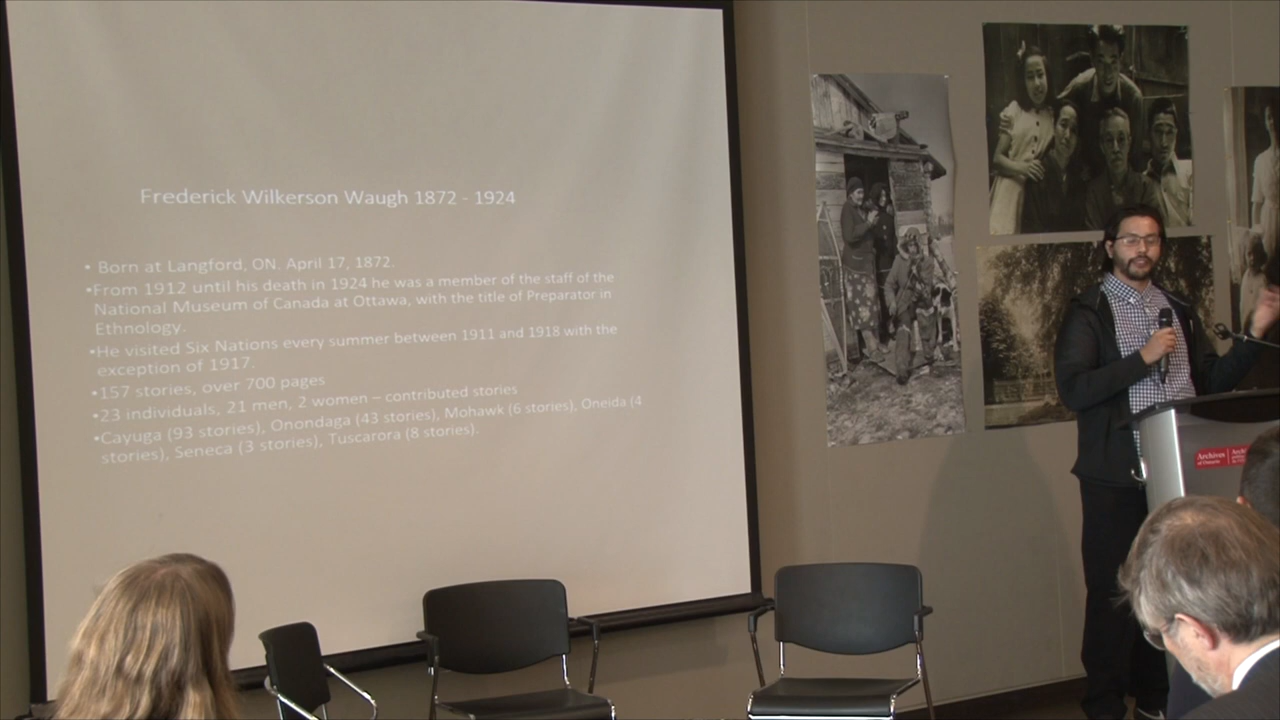 Frederick Wilkerson Waugh 1872 - 1924
• Born at Langford, ON. April 17, 1872.
•From 1912 until his death in 1924 he was a member of the staff of the
National Museum of Canada at Ottawa, with the title of Preparator in
Ethnology.
•He visited Six Nations every summer between 1911 and 1918 with the
exception of 1917.
•157 stories, over 700 pages
•23 individuals, 21 men, 2 women – contributed stories
•Cayuga (93 stories), Onondaga (43 stories), Mohawk (6 stories), Oneida (4
stories), Seneca (3 stories), Tuscarora (8 stories).
Archives
of Ontario